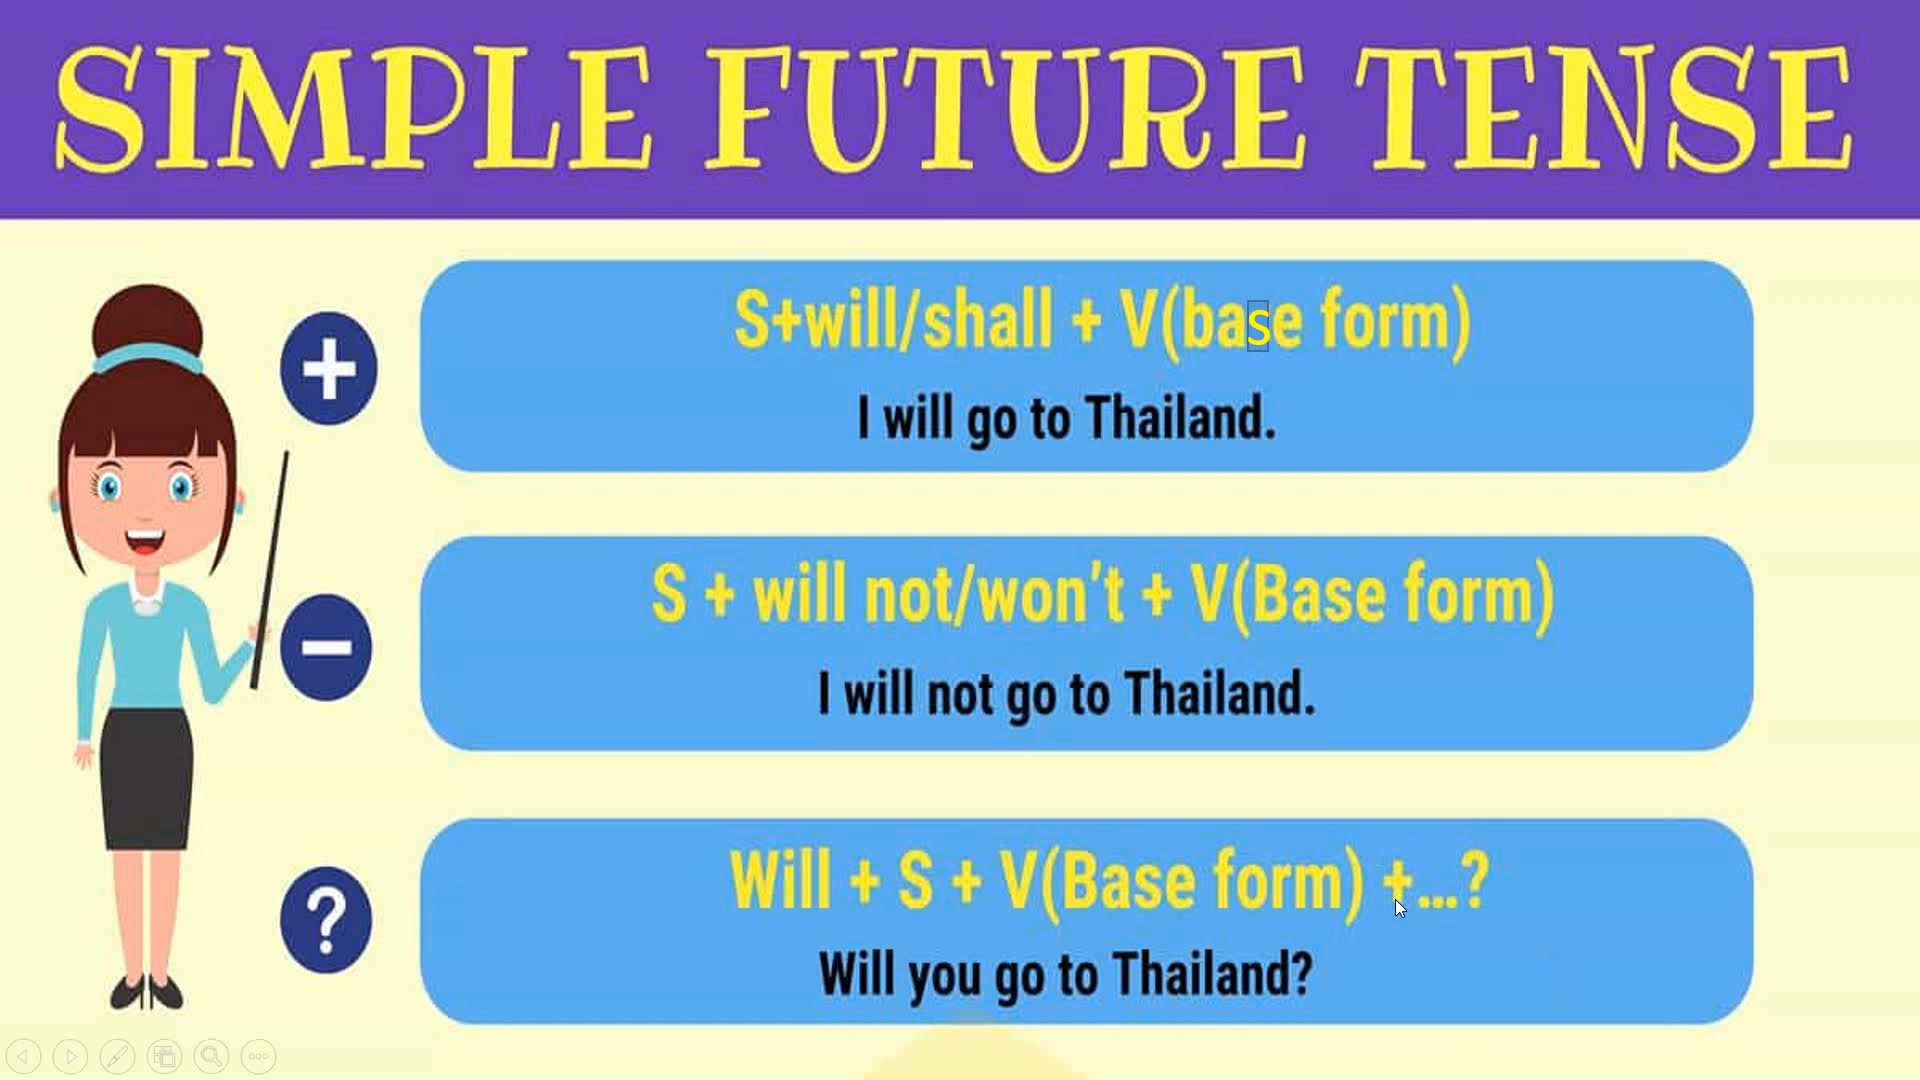 SIMPLE FUTURE TENSE
S+will/shall + V(base form)
I will go to Thailand.
S + will not/won't + V(Base form)
I will not go to Thailand.
Will + S + V(Base form) +...?
Will you go to Thailand?